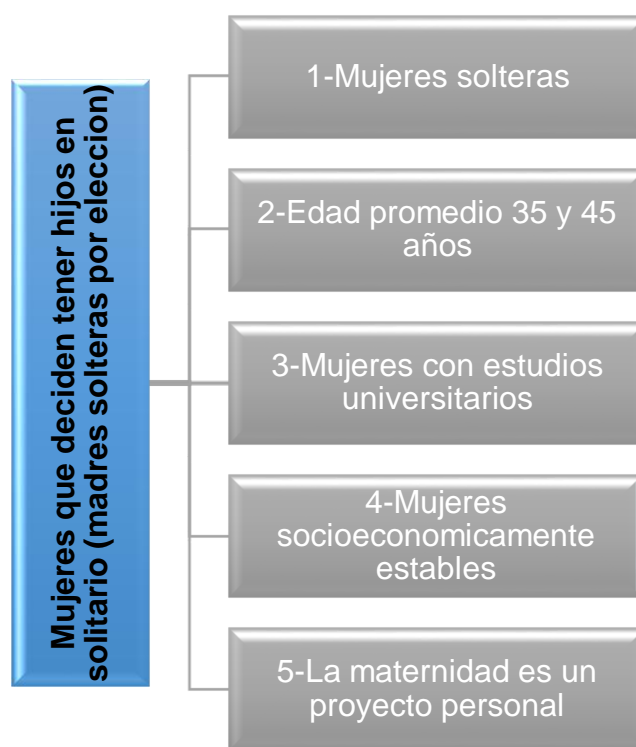 Mujeres que deciden tener hijos en
solitario (madres solteras por eleccion)
1-Mujeres solteras
2-Edad promedio 35 y 45
años
3-Mujeres con estudios
universitarios
4-Mujeres
socioeconomicamente
estables
5-La maternidad es un
proyecto personal